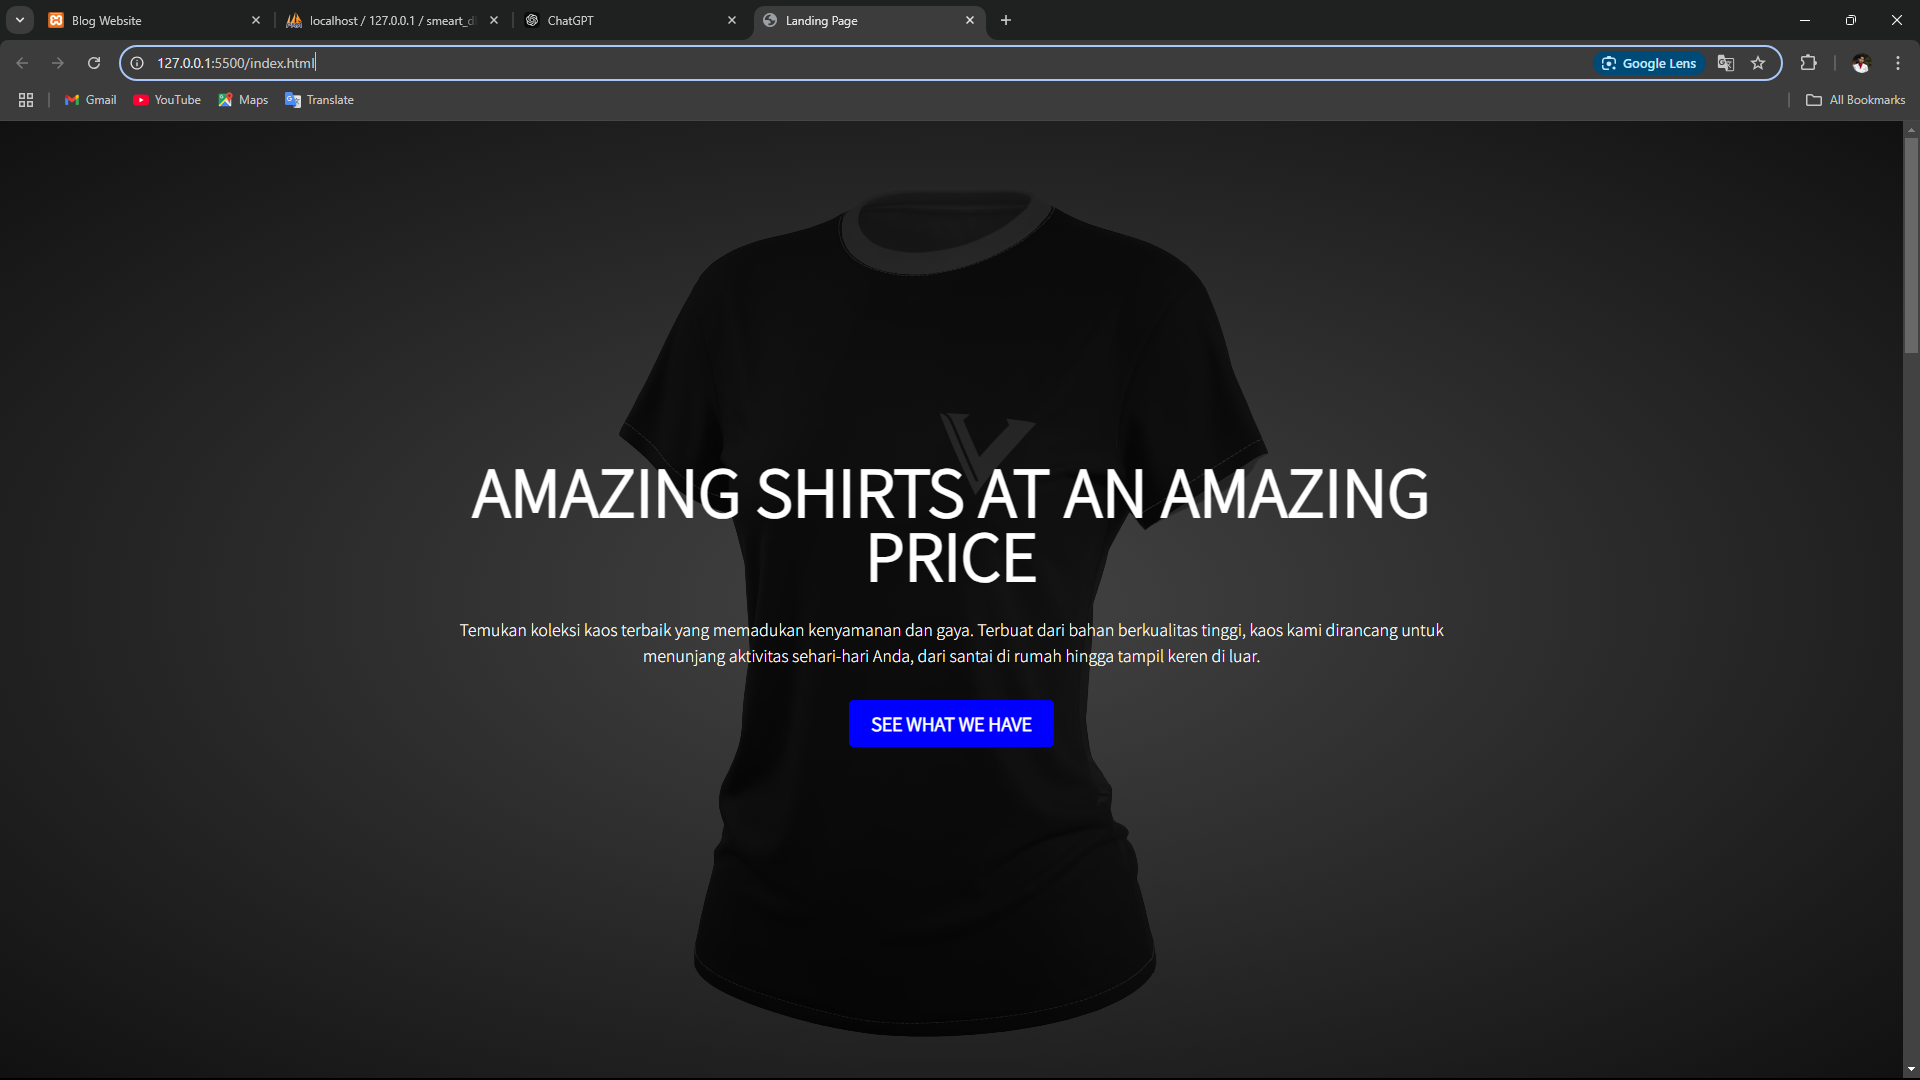 Blog Website
localhost / 127.0.0.1 / smeart_d
ChatGPT
Landing Page
127.0.0.1:5500/index.html
Google Lens
Gmail
YouTube
Maps
Translate
All Bookmarks
AMAZING SHIRTS AT AN AMAZING
PRICE
Temukan koleksi kaos terbaik yang memadukan kenyamanan dan gaya. Terbuat dari bahan berkualitas tinggi, kaos kami dirancang untuk
menunjang aktivitas sehari-hari Anda, dari santai di rumah hingga tampil keren di luar.
SEE WHAT WE HAVE